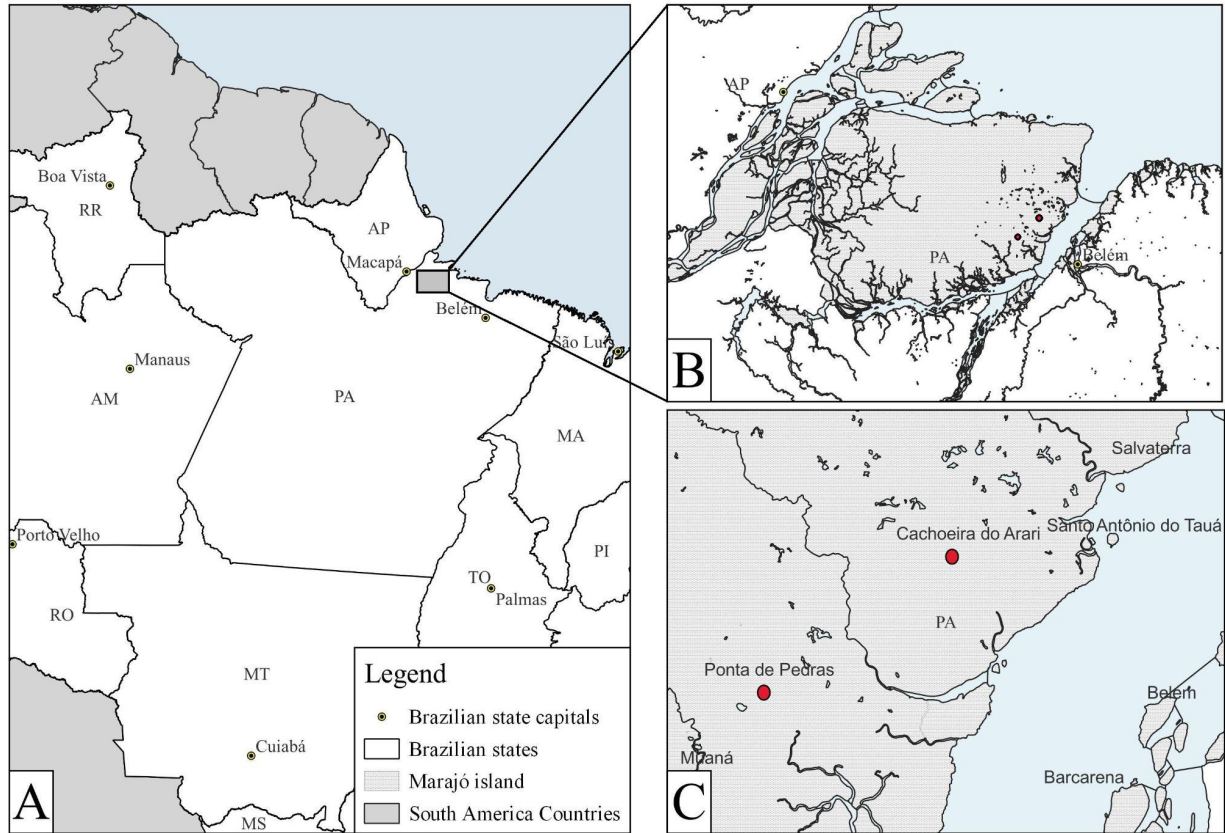 Boa Vista
RR
AP
Macapá
Belém
São Luís
Manaus
AM
PA
MA
Porto Velho
PI
TO
Palmas
RO
MT
Cuiabá
MS
Legend
Brazilian state capitals
Brazilian states
Marajó island
South America Countries
A
AP
PA
Belém
B
Salvaterra
Santo Antônio do Tauá
Cachoeira do Arari
PA
Ponta de Pedras
Belém
Muaná
Barcarena
C